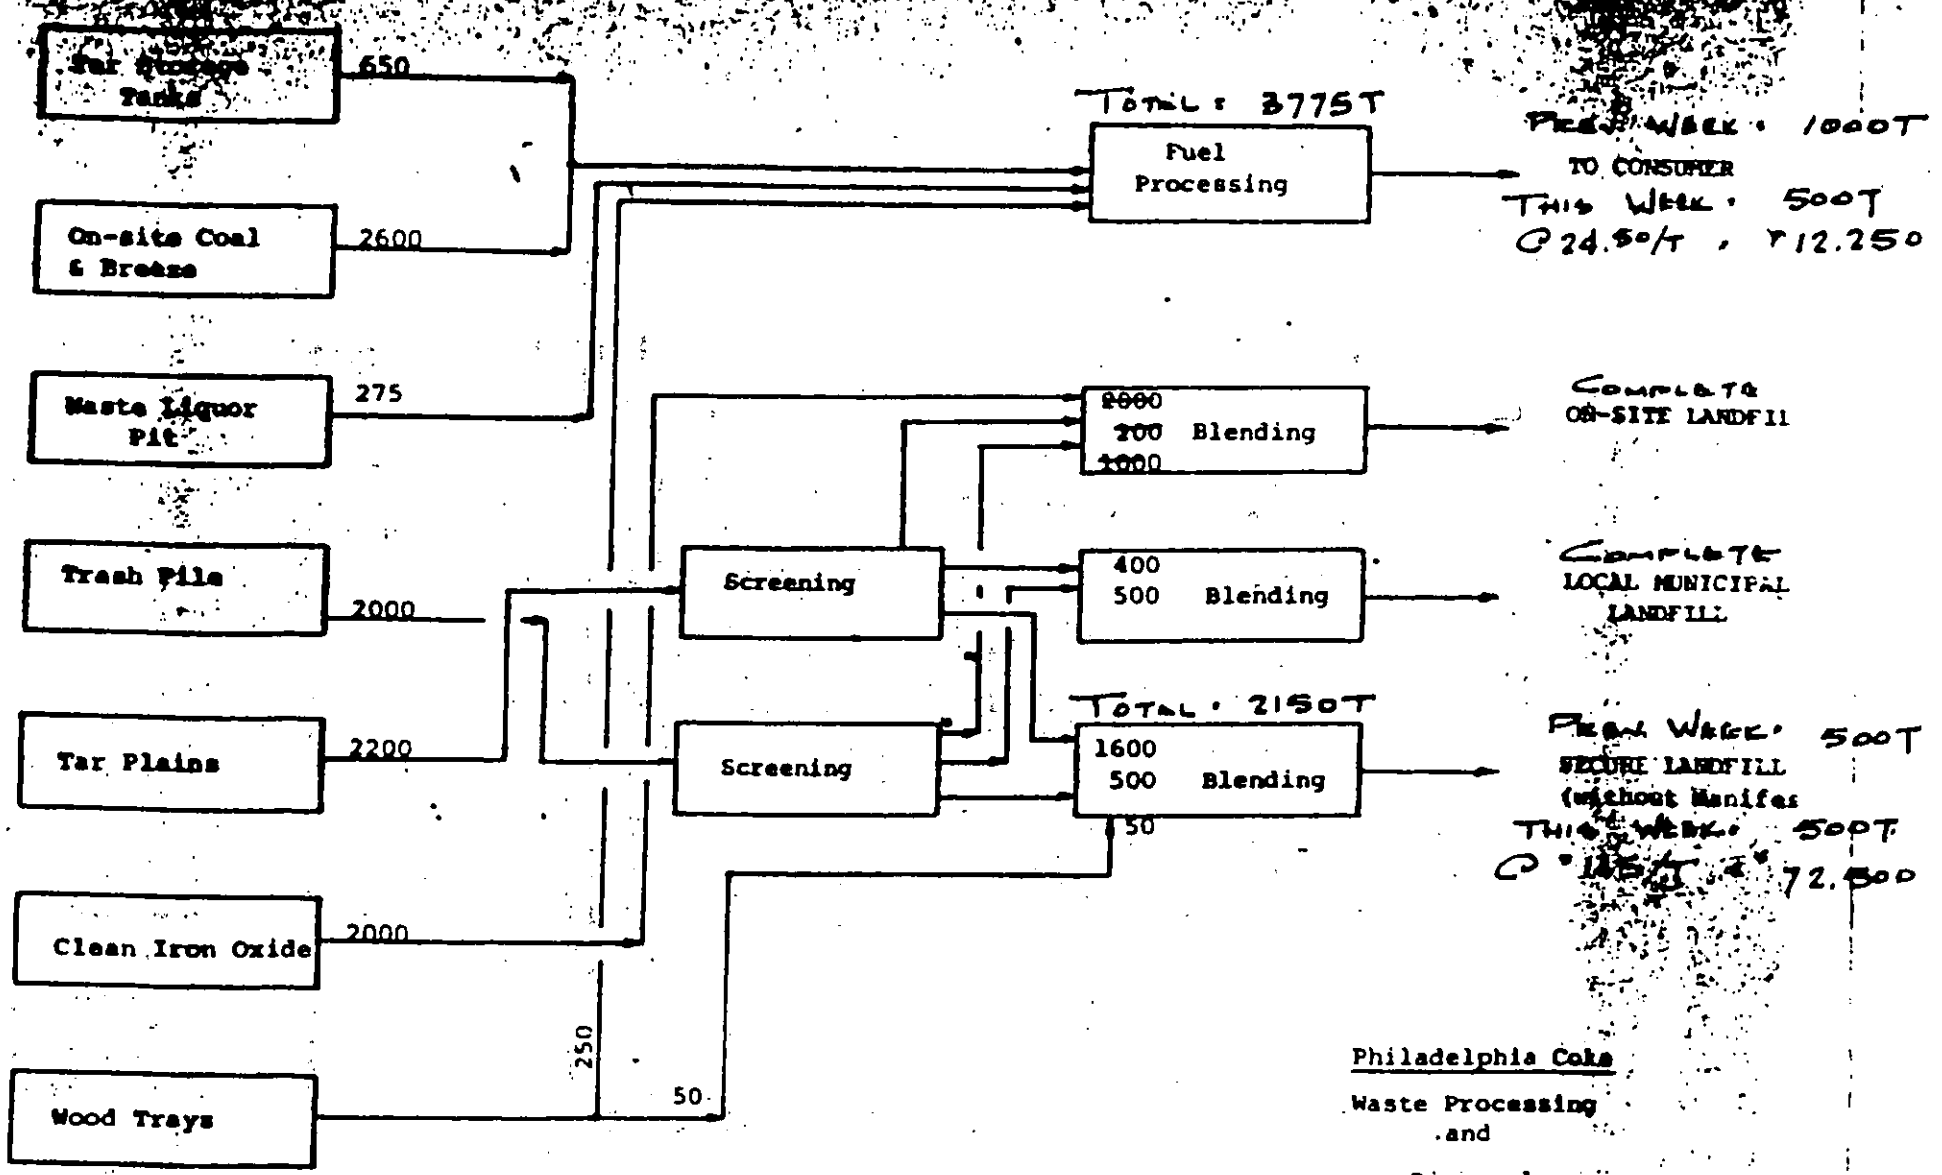 Tar Storage
Tanks
650
On-site Coal
& Breeze
2600
Waste Liquor
Pit
275
Trash Pile
2000
Tar Plains
2200
Clean Iron Oxide
2000
Wood Trays
250
50
Screening
Screening
TOTAL: 3775T
Fuel
Processing
2000
200 Blending
1000
400
500 Blending
TOTAL: 2150T
1600
500 Blending
50
PREV. WEEK: 1000T
TO CONSUMER
THIS WEEK: 500T
@ 24.50/T , 12.250
COMPLETE
ON-SITE LANDFIL
COMPLETE
LOCAL MUNICIPAL
LANDFILL
PREV. WEEK: 500T
SECURE LANDFILL
(without Manifes
THIS WEEK: 500T
@ $145/T 72.500
Philadelphia Coke
Waste Processing
and